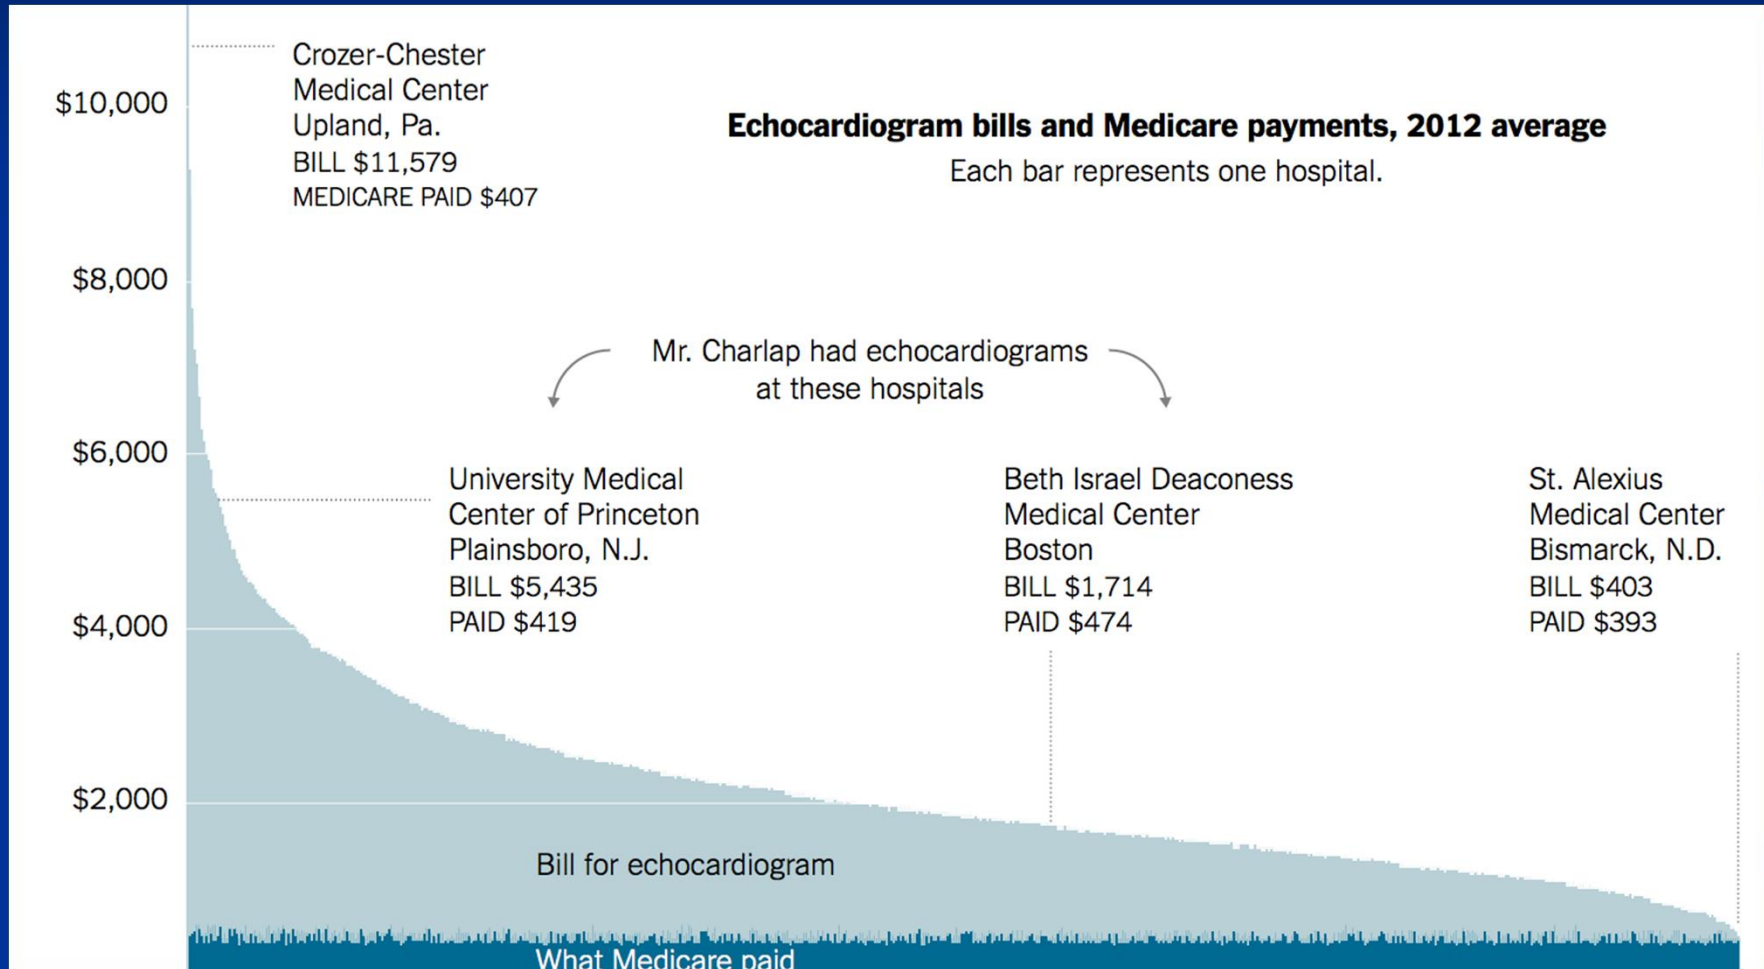 Crozer-Chester
Medical Center
Upland, Pa.
BILL $11,579
MEDICARE PAID $407
Echocardiogram bills and Medicare payments, 2012 average
Each bar represents one hospital.
$10,000
$8,000
$6,000
$4,000
$2,000
Mr. Charlap had echocardiograms
at these hospitals
University Medical
Center of Princeton
Plainsboro, N.J.
BILL $5,435
PAID $419
Beth Israel Deaconess
Medical Center
Boston
BILL $1,714
PAID $474
St. Alexius
Medical Center
Bismarck, N.D.
BILL $403
PAID $393
Bill for echocardiogram
What Medicare paid